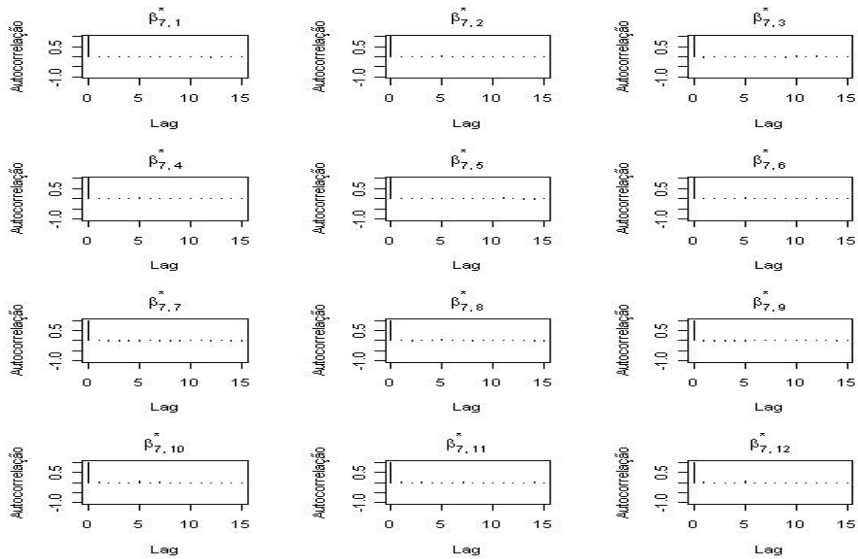 β*7,1 β*7,2 β*7,3
Autocorrelação Autocorrelação Autocorrelação
0.5 0.5 0.5
-1.0 -1.0 -1.0
0 5 10 15 0 5 10 15 0 5 10 15
Lag Lag Lag
β*7,4 β*7,5 β*7,6
Autocorrelação Autocorrelação Autocorrelação
0.5 0.5 0.5
-1.0 -1.0 -1.0
0 5 10 15 0 5 10 15 0 5 10 15
Lag Lag Lag
β*7,7 β*7,8 β*7,9
Autocorrelação Autocorrelação Autocorrelação
0.5 0.5 0.5
-1.0 -1.0 -1.0
0 5 10 15 0 5 10 15 0 5 10 15
Lag Lag Lag
β*7,10 β*7,11 β*7,12
Autocorrelação Autocorrelação Autocorrelação
0.5 0.5 0.5
-1.0 -1.0 -1.0
0 5 10 15 0 5 10 15 0 5 10 15
Lag Lag Lag